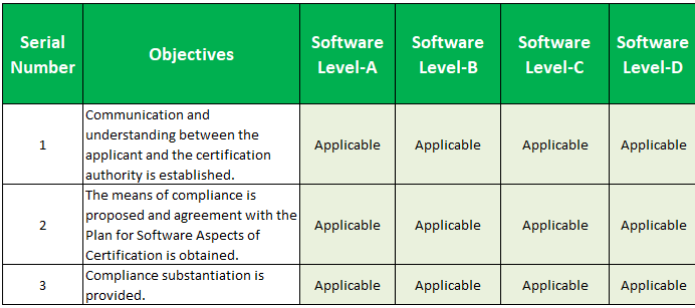 Serial Number Objectives Software Level-A Software Level-B Software Level-C Software Level-D
1 Communication and
understanding between the
applicant and the certification
authority is established. Applicable Applicable Applicable Applicable
2 The means of compliance is
proposed and agreement with the
Plan for Software Aspects of
Certification is obtained. Applicable Applicable Applicable Applicable
3 Compliance substantiation is
provided. Applicable Applicable Applicable Applicable